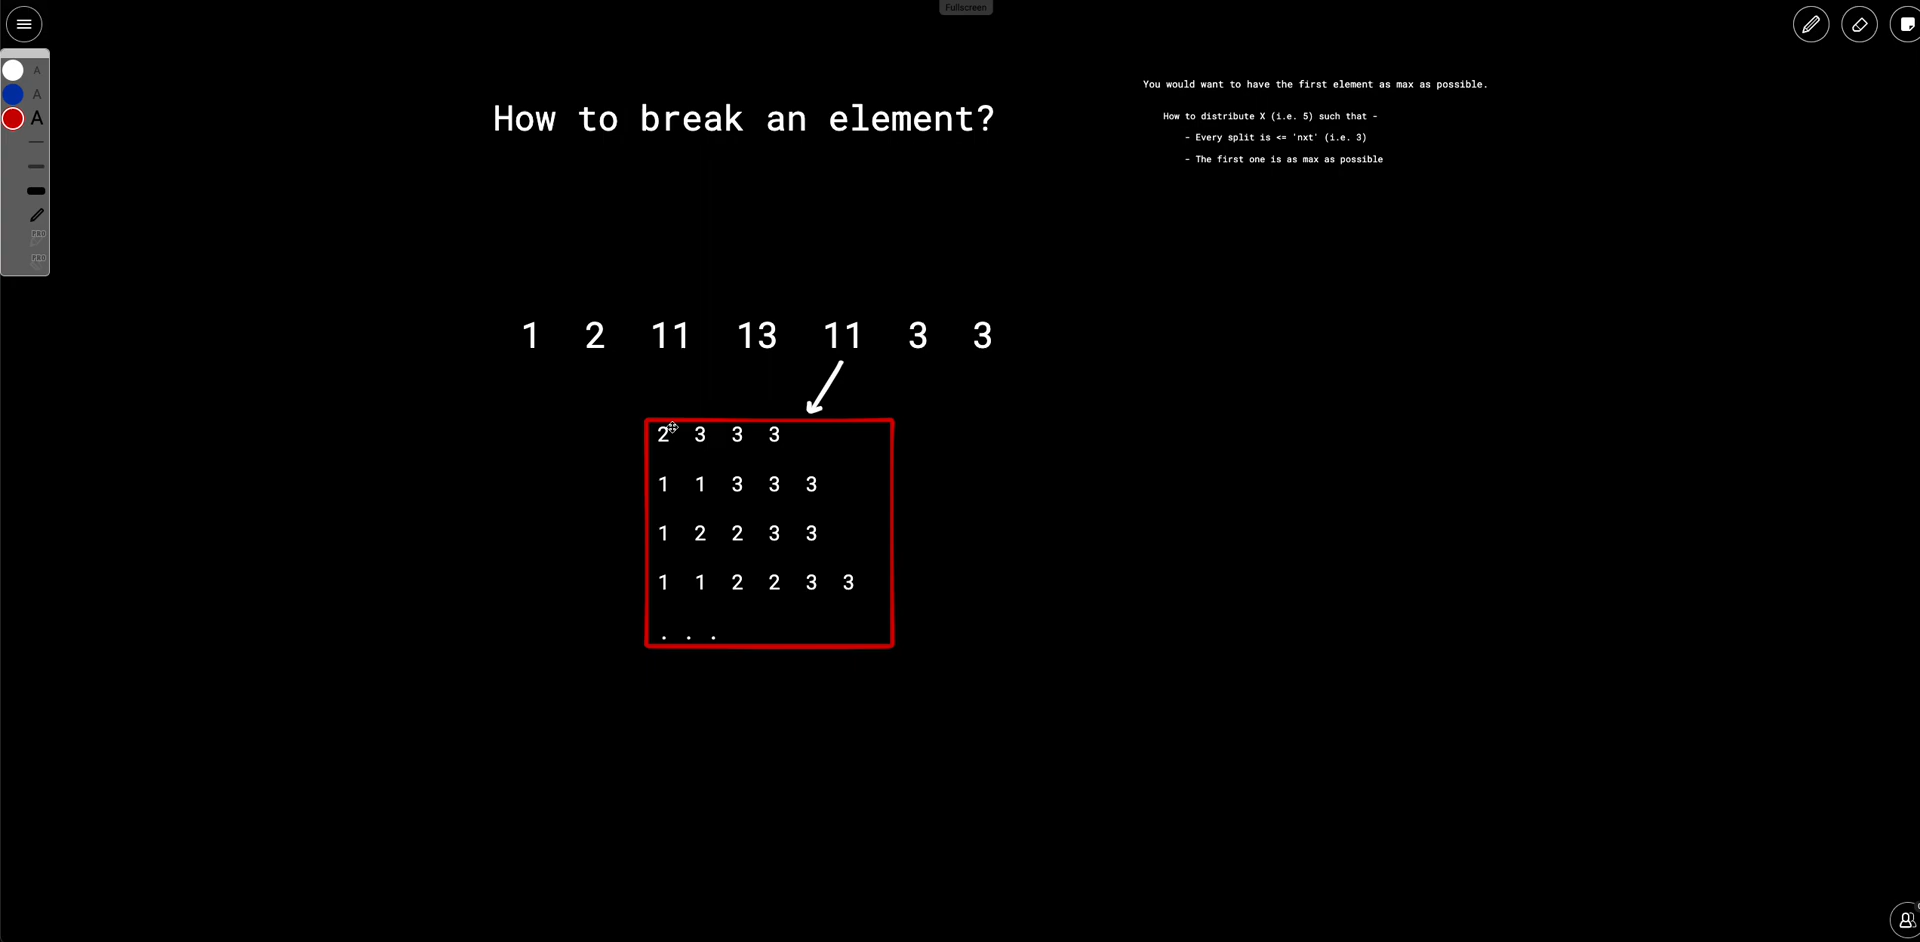 Fullscreen
A
A
A
PRO
PRO
How to break an element?
You would want to have the first element as max as possible.
How to distribute X (i.e. 5) such that -
- Every split is <= 'nxt' (i.e. 3)
- The first one is as max as possible
1 2 11 13 11 3 3
2 3 3 3
1 1 3 3 3
1 2 2 3 3
1 1 2 2 3 3
. . .